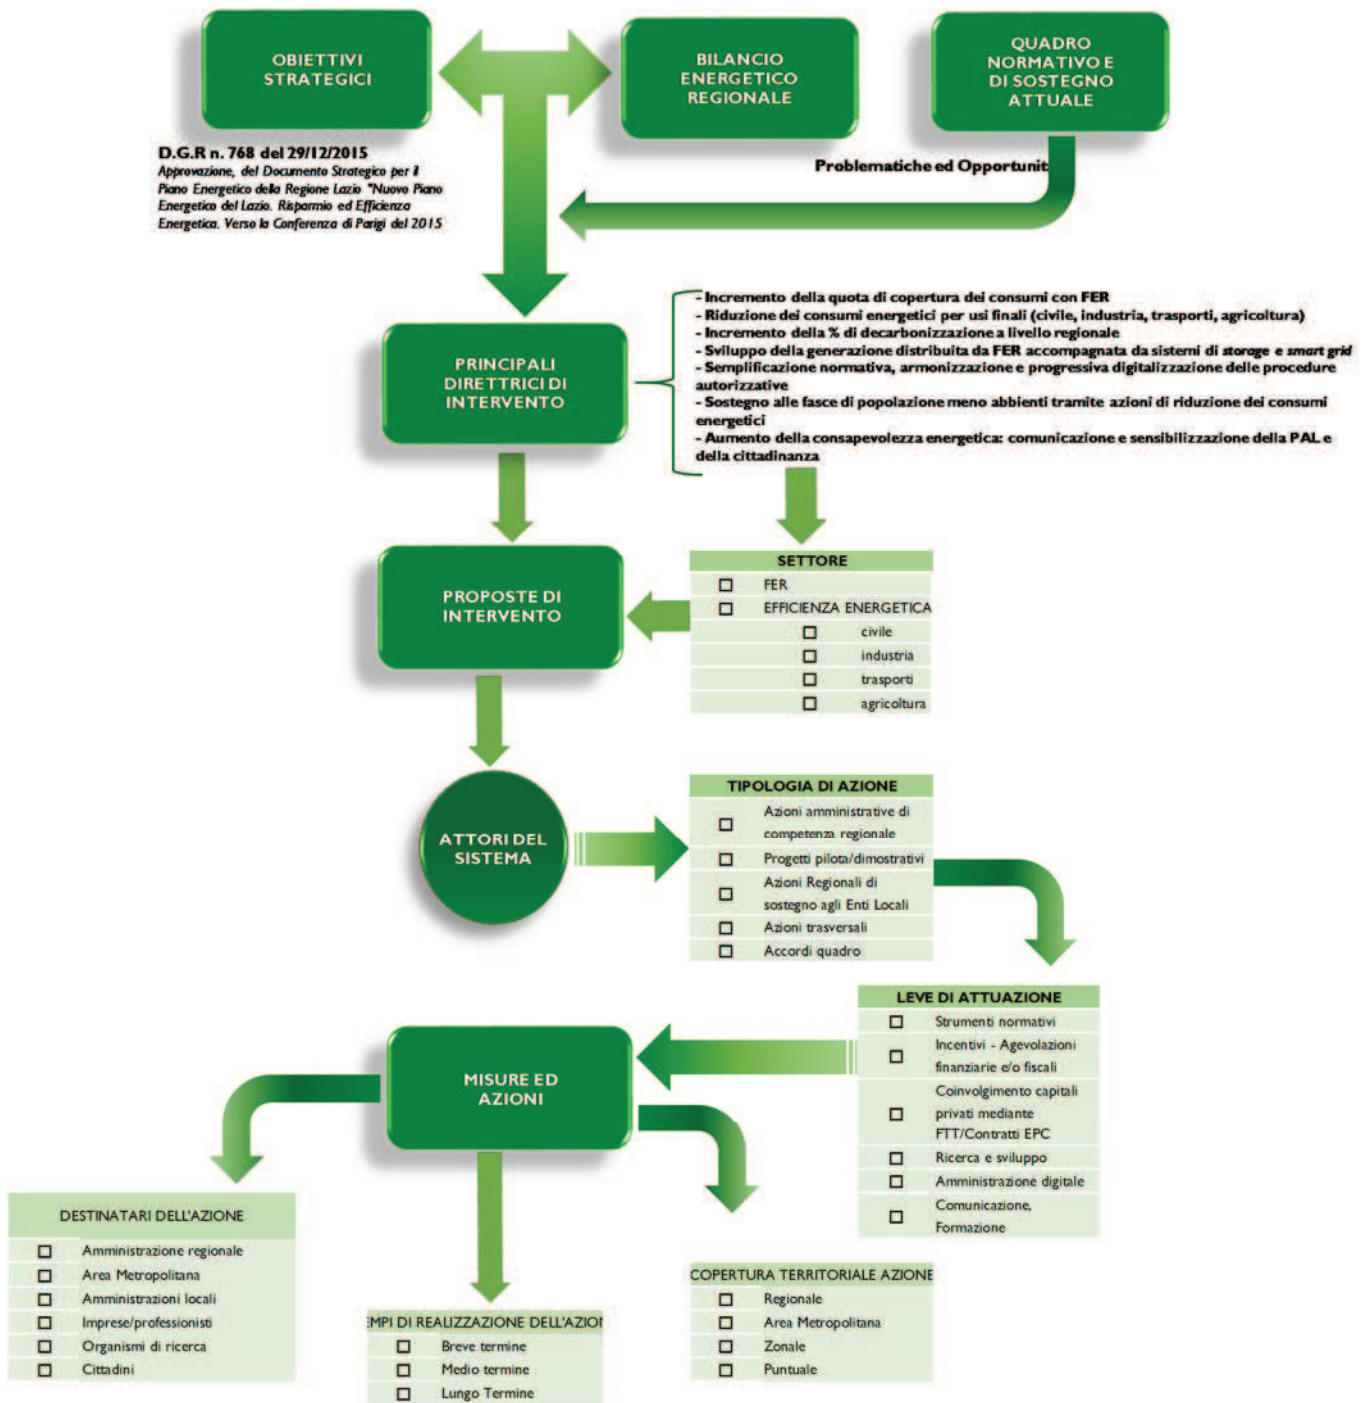 OBIETTIVI
STRATEGICI
BILANCIO
ENERGETICO
REGIONALE
QUADRO
NORMATIVO E
DI SOSTEGNO
ATTUALE
D.G.R n. 768 del 29/12/2015
Approvazione, del Documento Strategico per il
Piano Energetico della Regione Lazio "Nuovo Piano
Energetico del Lazio. Risparmio ed Efficienza
Energetica. Verso la Conferenza di Parigi del 2015
Problematiche ed Opportunit
PRINCIPALI
DIRETTRICI DI
INTERVENTO
- Incremento della quota di copertura dei consumi con FER
- Riduzione dei consumi energetici per usi finali (civile, industria, trasporti, agricoltura)
- Incremento della % di decarbonizzazione a livello regionale
- Sviluppo della generazione distribuita da FER accompagnata da sistemi di storage e smart grid
- Semplificazione normativa, armonizzazione e progressiva digitalizzazione delle procedure
autorizzative
- Sostegno alle fasce di popolazione meno abbienti tramite azioni di riduzione dei consumi
energetici
- Aumento della consapevolezza energetica: comunicazione e sensibilizzazione della PAL e
della cittadinanza
PROPOSTE DI
INTERVENTO
SETTORE
FER
EFFICIENZA ENERGETICA
civile
industria
trasporti
agricoltura
ATTORI DEL
SISTEMA
TIPOLOGIA DI AZIONE
Azioni amministrative di
competenza regionale
Progetti pilota/dimostrativi
Azioni Regionali di
sostegno agli Enti Locali
Azioni trasversali
Accordi quadro
LEVE DI ATTUAZIONE
Strumenti normativi
Incentivi - Agevolazioni
finanziarie e/o fiscali
Coinvolgimento capitali
privati mediante
FTT/Contratti EPC
Ricerca e sviluppo
Amministrazione digitale
Comunicazione,
Formazione
MISURE ED
AZIONI
DESTINATARI DELL'AZIONE
Amministrazione regionale
Area Metropolitana
Amministrazioni locali
Imprese/professionisti
Organismi di ricerca
Cittadini
EMPI DI REALIZZAZIONE DELL'AZION
Breve termine
Medio termine
Lungo Termine
COPERTURA TERRITORIALE AZIONE
Regionale
Area Metropolitana
Zonale
Puntuale